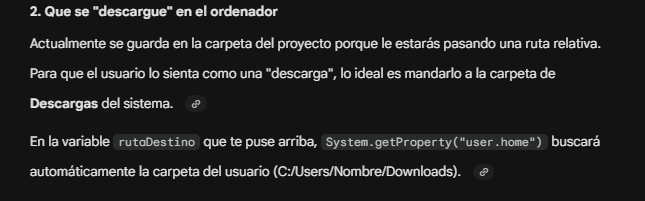 2. Que se "descargue" en el ordenador
Actualmente se guarda en la carpeta del proyecto porque le estarás pasando una ruta relativa.
Para que el usuario lo sienta como una "descarga", lo ideal es mandarlo a la carpeta de
Descargas del sistema.
En la variable rutaDestino que te puse arriba, System.getProperty("user.home") buscará
automáticamente la carpeta del usuario (C:/Users/Nombre/Downloads).